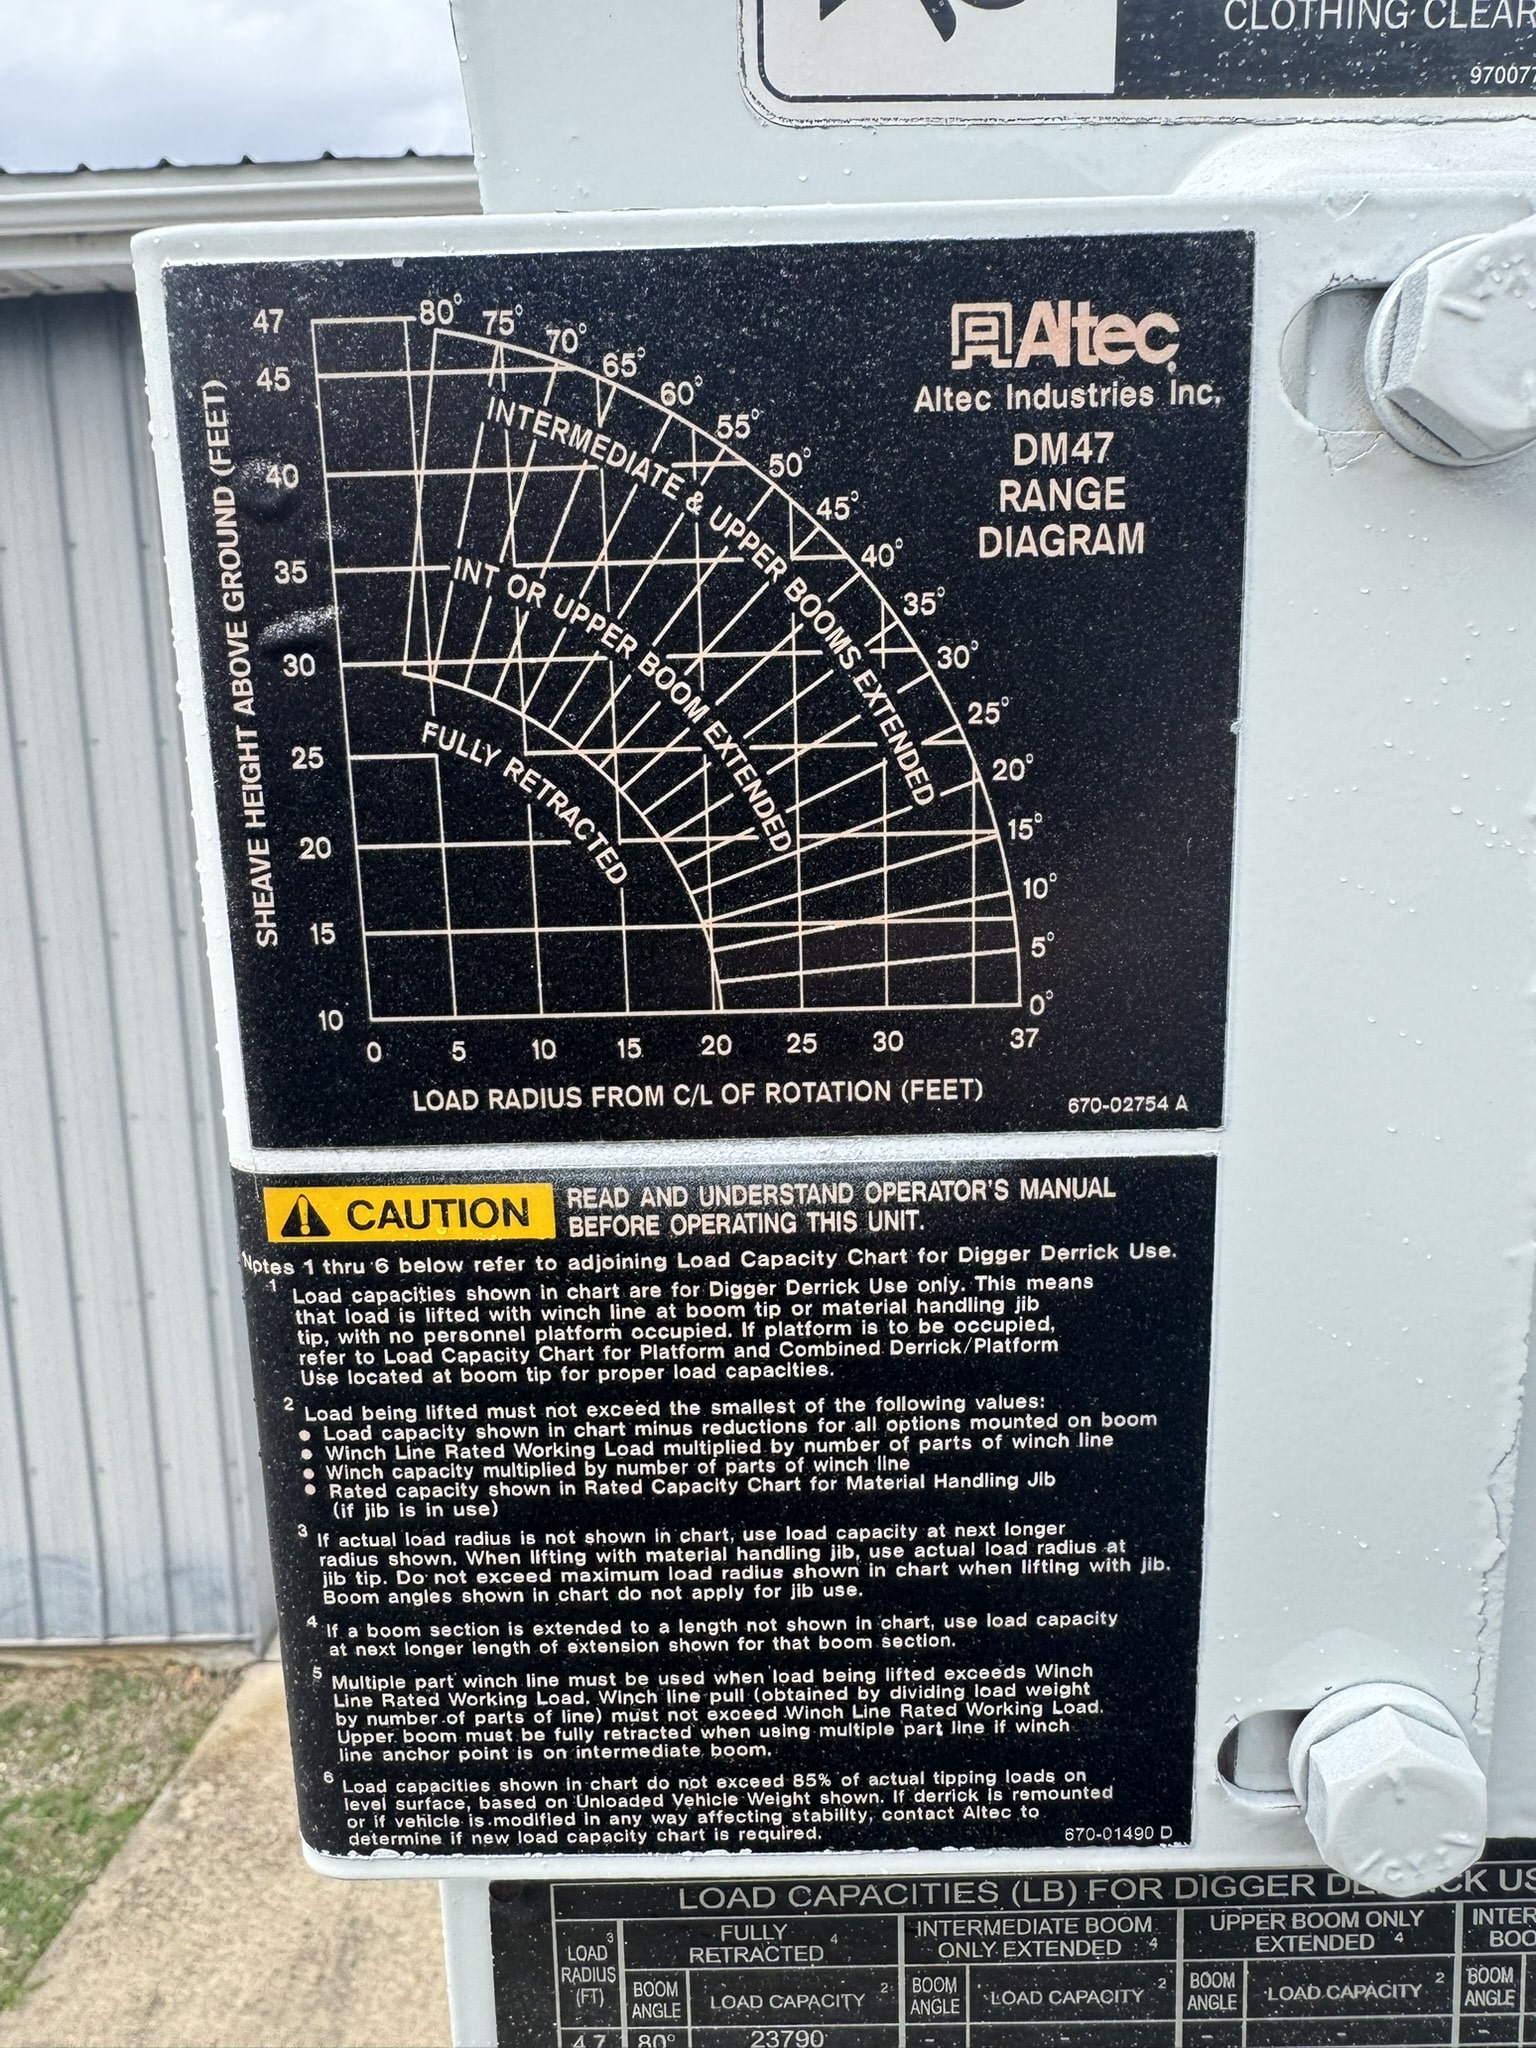 CLOTHING CLEAR
97007
47
80°
75°
70°
65°
60°
55°
50°
45°
40°
35°
30°
25°
20°
15°
10°
5°
0°
45
40
35
30
25
20
15
10
0 5 10 15 20 25 30 37
SHEAVE HEIGHT ABOVE GROUND (FEET)
INTERMEDIATE & UPPER BOOMS EXTENDED
INT OR UPPER BOOM EXTENDED
FULLY RETRACTED
LOAD RADIUS FROM C/L OF ROTATION (FEET)
Altec
Altec Industries Inc.
DM47
RANGE
DIAGRAM
670-02754 A
CAUTION
READ AND UNDERSTAND OPERATOR'S MANUAL
BEFORE OPERATING THIS UNIT.
Notes 1 thru 6 below refer to adjoining Load Capacity Chart for Digger Derrick Use.
1 Load capacities shown in chart are for Digger Derrick Use only. This means
that load is lifted with winch line at boom tip or material handling jib
tip, with no personnel platform occupied. If platform is to be occupied,
refer to Load Capacity Chart for Platform and Combined Derrick/Platform
Use located at boom tip for proper load capacities.
2 Load being lifted must not exceed the smallest of the following values:
● Load capacity shown in chart minus reductions for all options mounted on boom
● Winch Line Rated Working Load multiplied by number of parts of winch line
● Winch capacity multiplied by number of parts of winch line
● Rated capacity shown in Rated Capacity Chart for Material Handling Jib
(if jib is in use)
3 If actual load radius is not shown in chart, use load capacity at next longer
radius shown. When lifting with material handling jib, use actual load radius at
jib tip. Do not exceed maximum load radius shown in chart when lifting with jib.
Boom angles shown in chart do not apply for jib use.
4 If a boom section is extended to a length not shown in chart, use load capacity
at next longer length of extension shown for that boom section.
5 Multiple part winch line must be used when load being lifted exceeds Winch
Line Rated Working Load. Winch line pull (obtained by dividing load weight
by number of parts of line) must not exceed Winch Line Rated Working Load.
Upper boom must be fully retracted when using multiple part line if winch
line anchor point is on intermediate boom.
6 Load capacities shown in chart do not exceed 85% of actual tipping loads on
level surface, based on Unloaded Vehicle Weight shown. If derrick is remounted
or if vehicle is modified in any way affecting stability, contact Altec to
determine if new load capacity chart is required.
670-01490 D
LOAD CAPACITIES (LB) FOR DIGGER DE CK US
3 LOAD RADIUS (FT)
FULLY RETRACTED 4
INTERMEDIATE BOOM ONLY EXTENDED 4
UPPER BOOM ONLY EXTENDED 4
INTER BOO
BOOM ANGLE LOAD CAPACITY 2 BOOM ANGLE LOAD CAPACITY 2 BOOM ANGLE LOAD CAPACITY 2 BOOM ANGLE
4.7 80° 23790 - - - - -